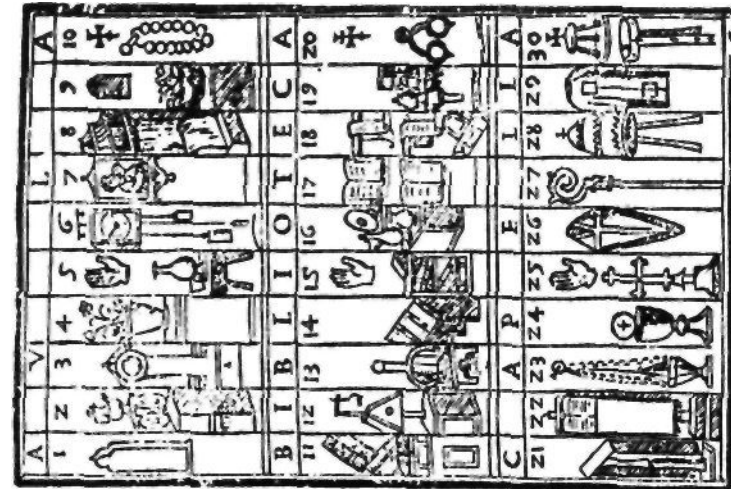 A V L A
1 2 3 4 5 6 7 8 9 10
B I B L I O T E C A
11 12 13 14 15 16 17 18 19 20
C A P E L L A
21 22 23 24 25 26 27 28 29 30